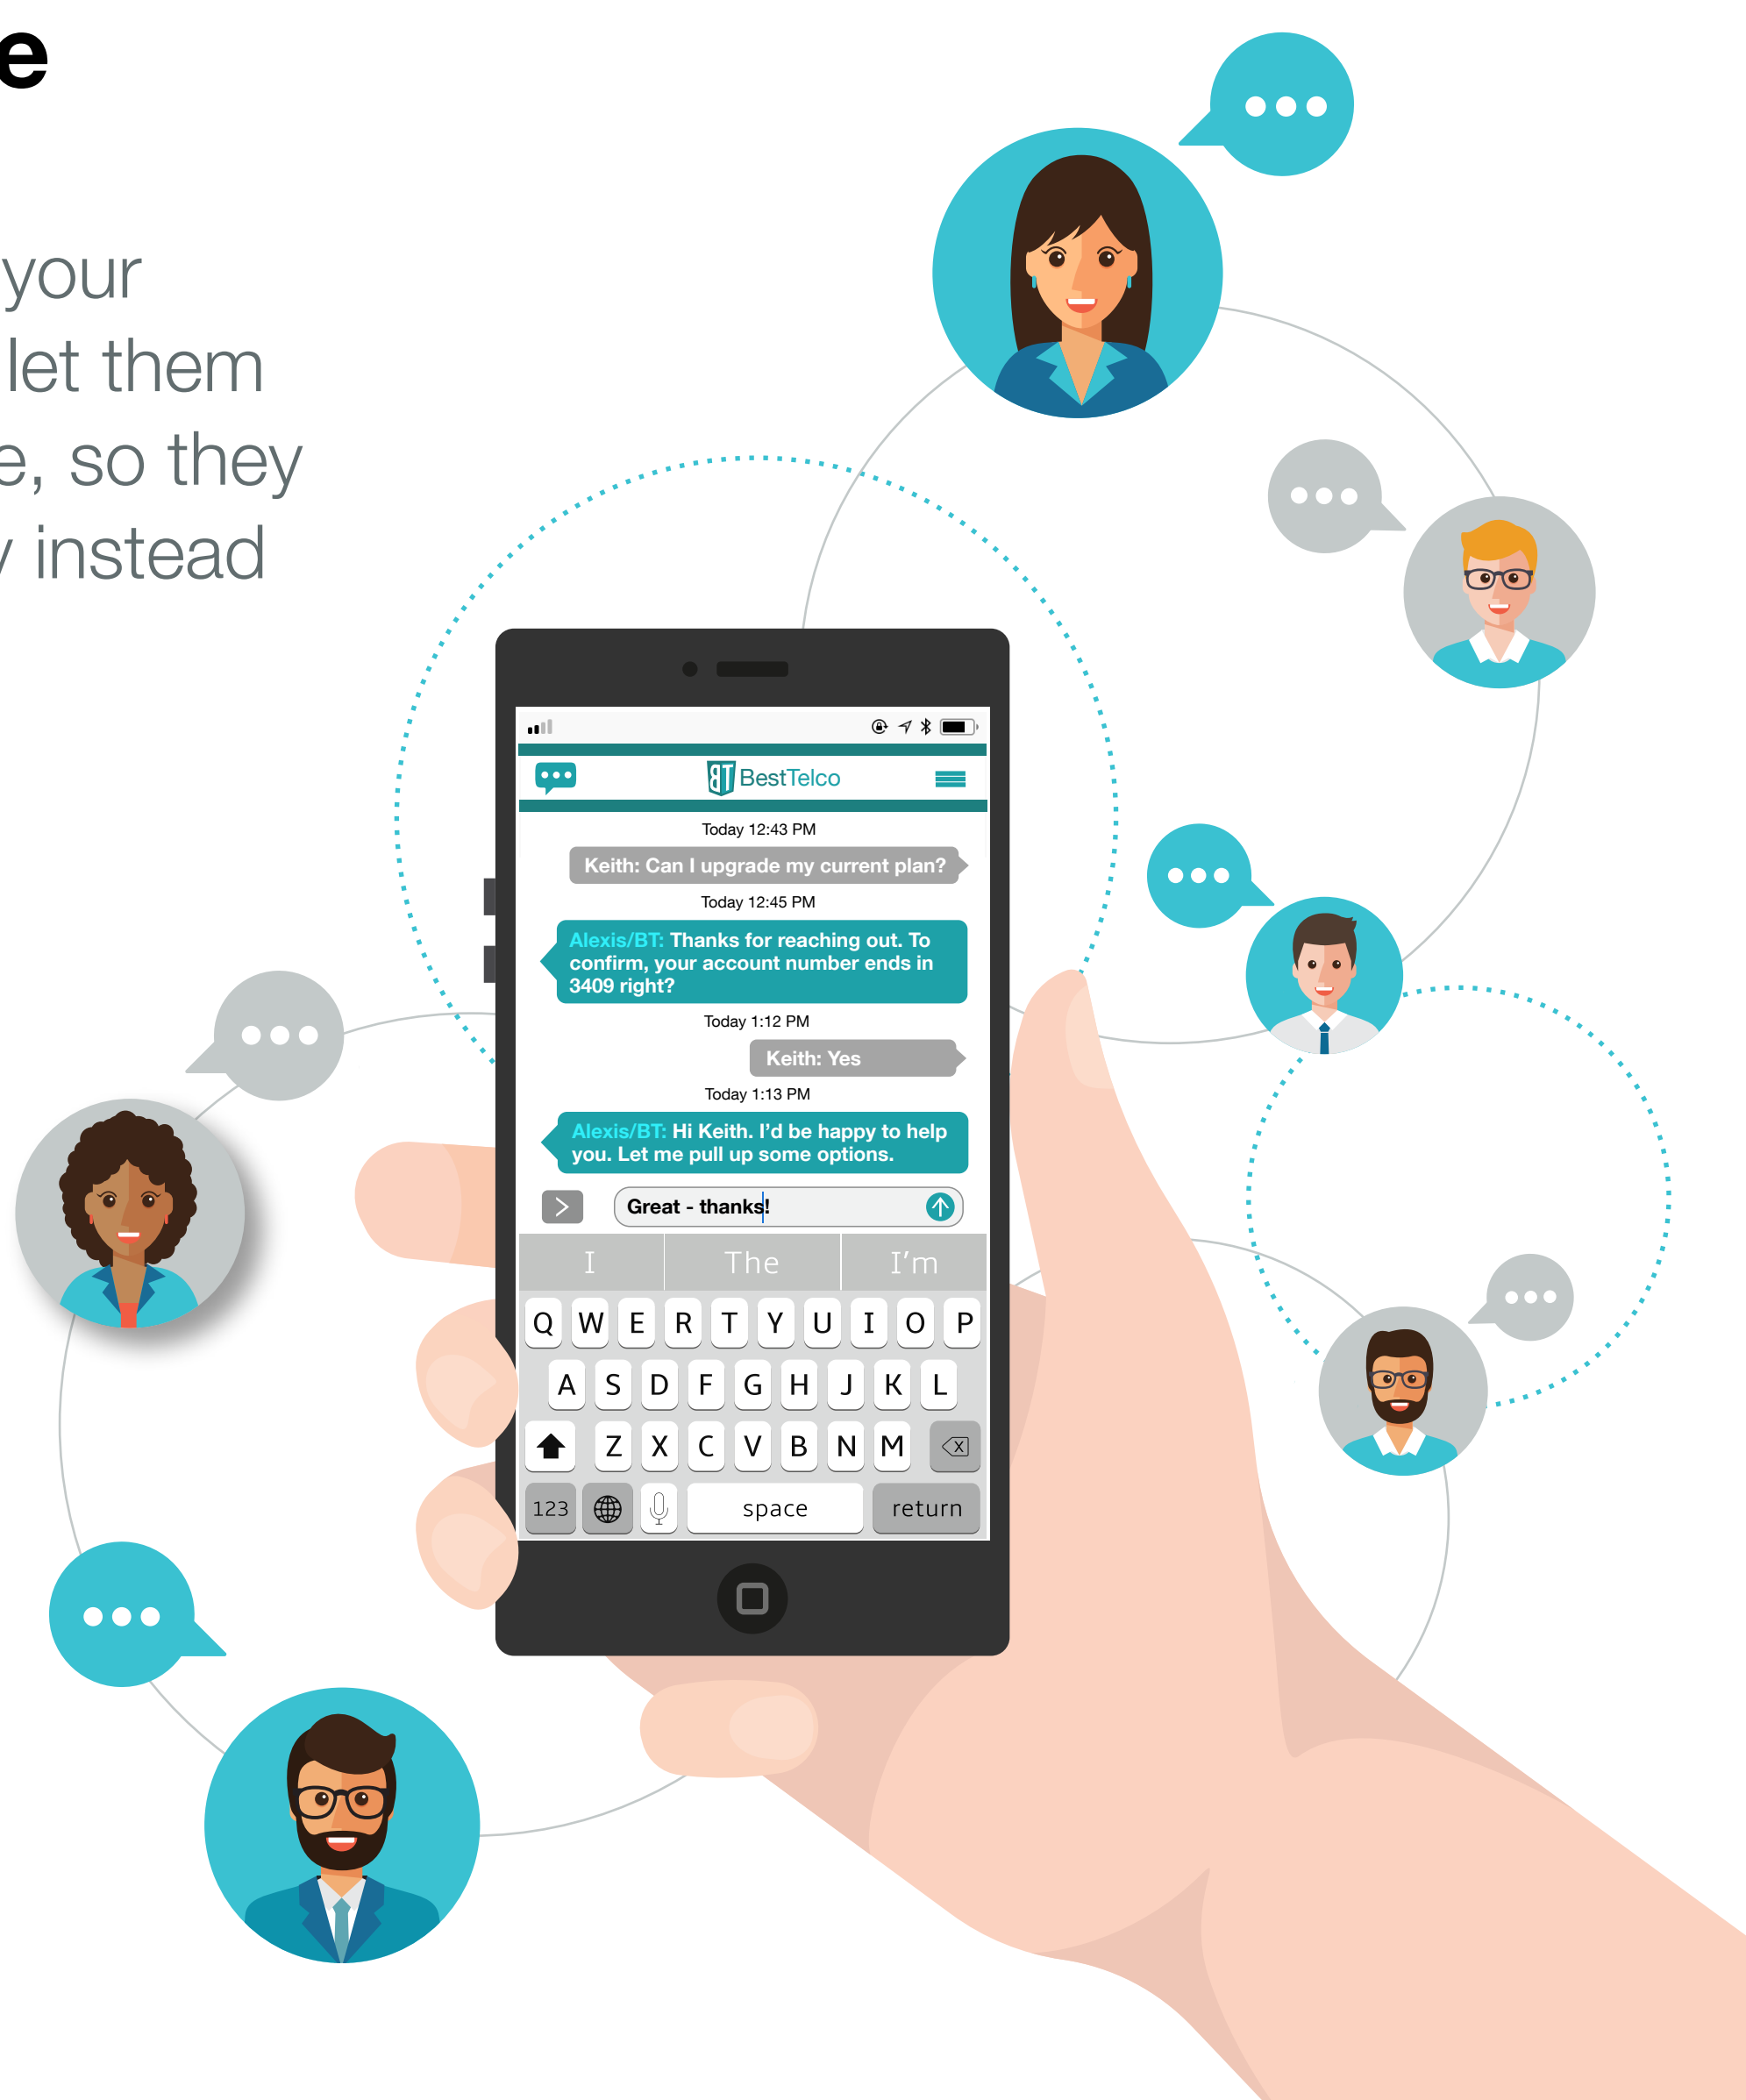 e
your
let them
e, so they
y instead
BT BestTelco
Today 12:43 PM
Keith: Can I upgrade my current plan?
Today 12:45 PM
Alexis/BT: Thanks for reaching out. To
confirm, your account number ends in
3409 right?
Today 1:12 PM
Keith: Yes
Today 1:13 PM
Alexis/BT: Hi Keith. I’d be happy to help
you. Let me pull up some options.
Great - thanks!
I The I’m
Q W E R T Y U I O P
A S D F G H J K L
Z X C V B N M
123 space return